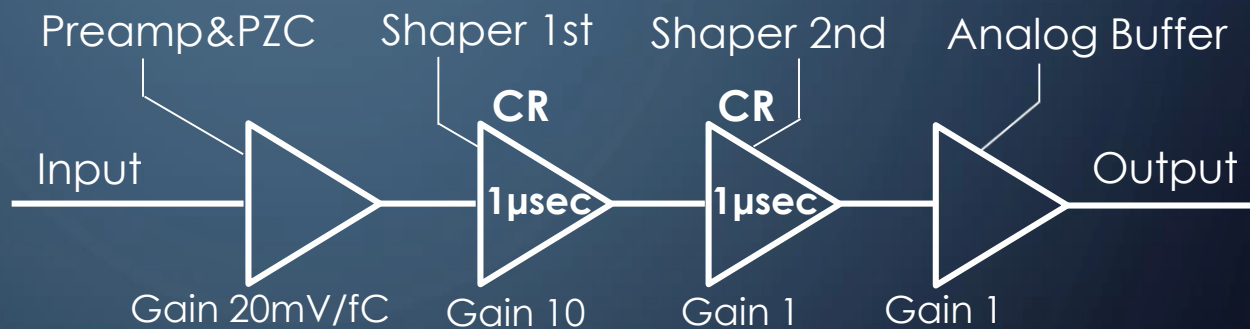 Preamp&PZC Shaper 1st Shaper 2nd Analog Buffer
CR CR
Input Output
1μsec 1μsec
Gain 20mV/fC Gain 10 Gain 1 Gain 1